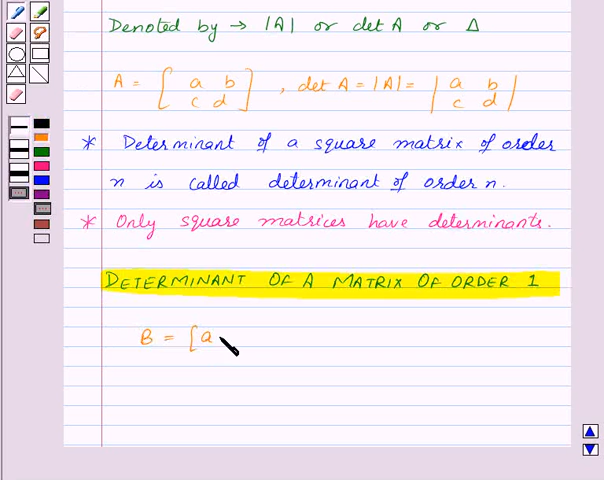 Denoted by → |A| or det A or Δ
A = [ a b , det A = |A| = | a b |
c d ] c d
* Determinant of a square matrix of order
n is called determinant of order n.
* Only square matrices have determinants.
DETERMINANT OF A MATRIX OF ORDER 1
B = [a